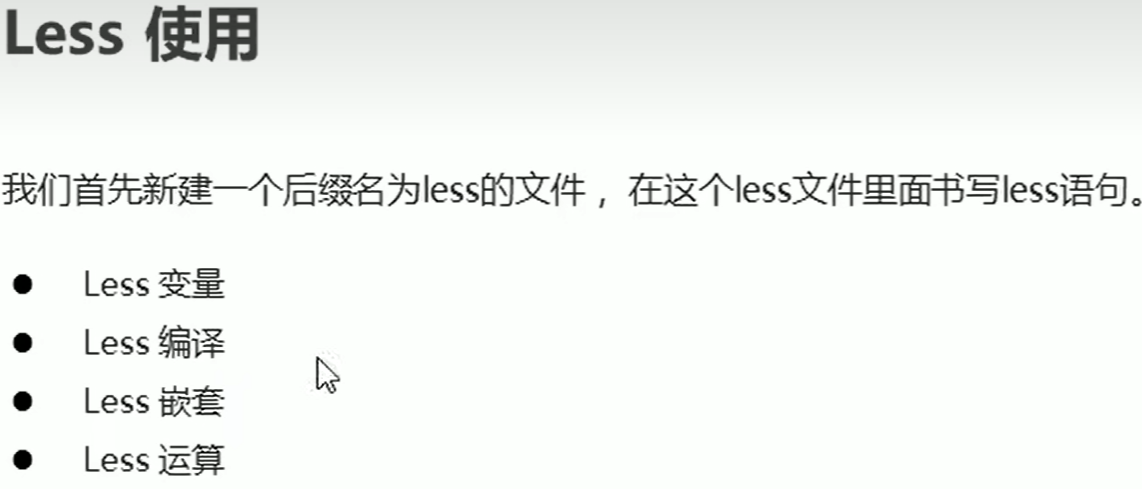 Less 使用
我们首先新建一个后缀名为less的文件，在这个less文件里面书写less语句。
● Less 变量
● Less 编译
● Less 嵌套
● Less 运算